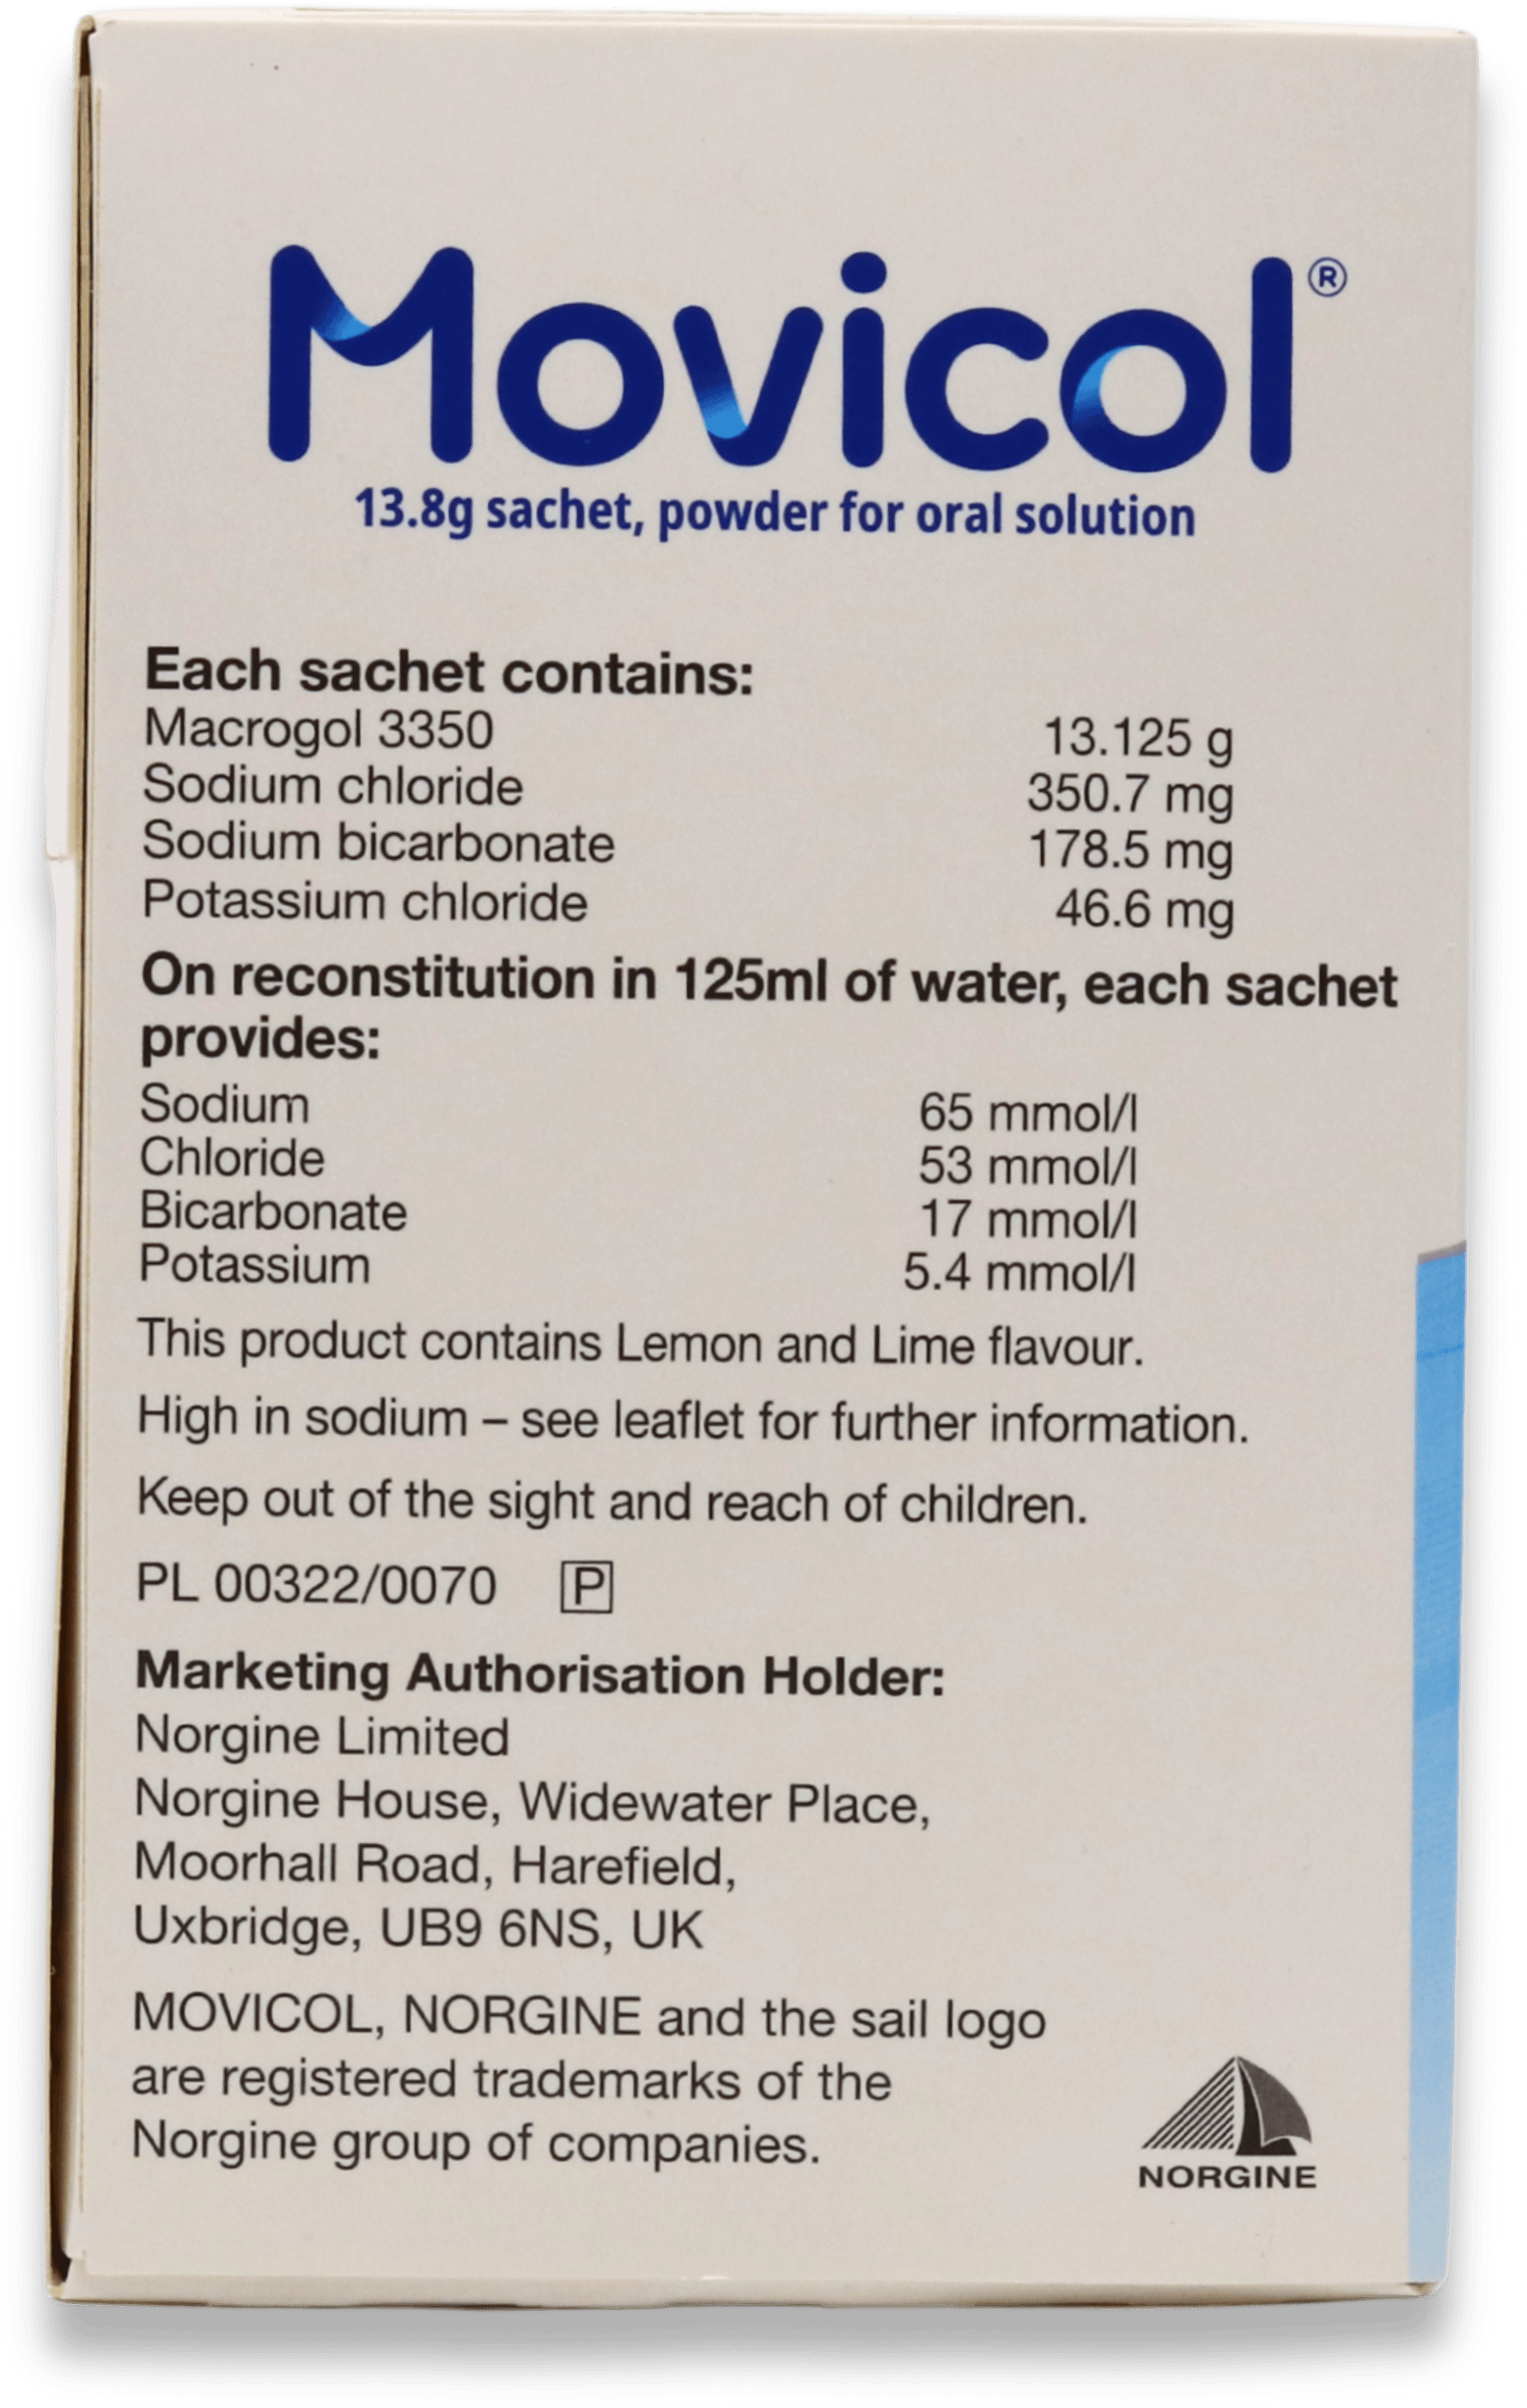 Movicol®
13.8g sachet, powder for oral solution
Each sachet contains:
Macrogol 3350 13.125 g
Sodium chloride 350.7 mg
Sodium bicarbonate 178.5 mg
Potassium chloride 46.6 mg
On reconstitution in 125ml of water, each sachet
provides:
Sodium 65 mmol/l
Chloride 53 mmol/l
Bicarbonate 17 mmol/l
Potassium 5.4 mmol/l
This product contains Lemon and Lime flavour.
High in sodium – see leaflet for further information.
Keep out of the sight and reach of children.
PL 00322/0070 P
Marketing Authorisation Holder:
Norgine Limited
Norgine House, Widewater Place,
Moorhall Road, Harefield,
Uxbridge, UB9 6NS, UK
MOVICOL, NORGINE and the sail logo
are registered trademarks of the
Norgine group of companies.
NORGINE